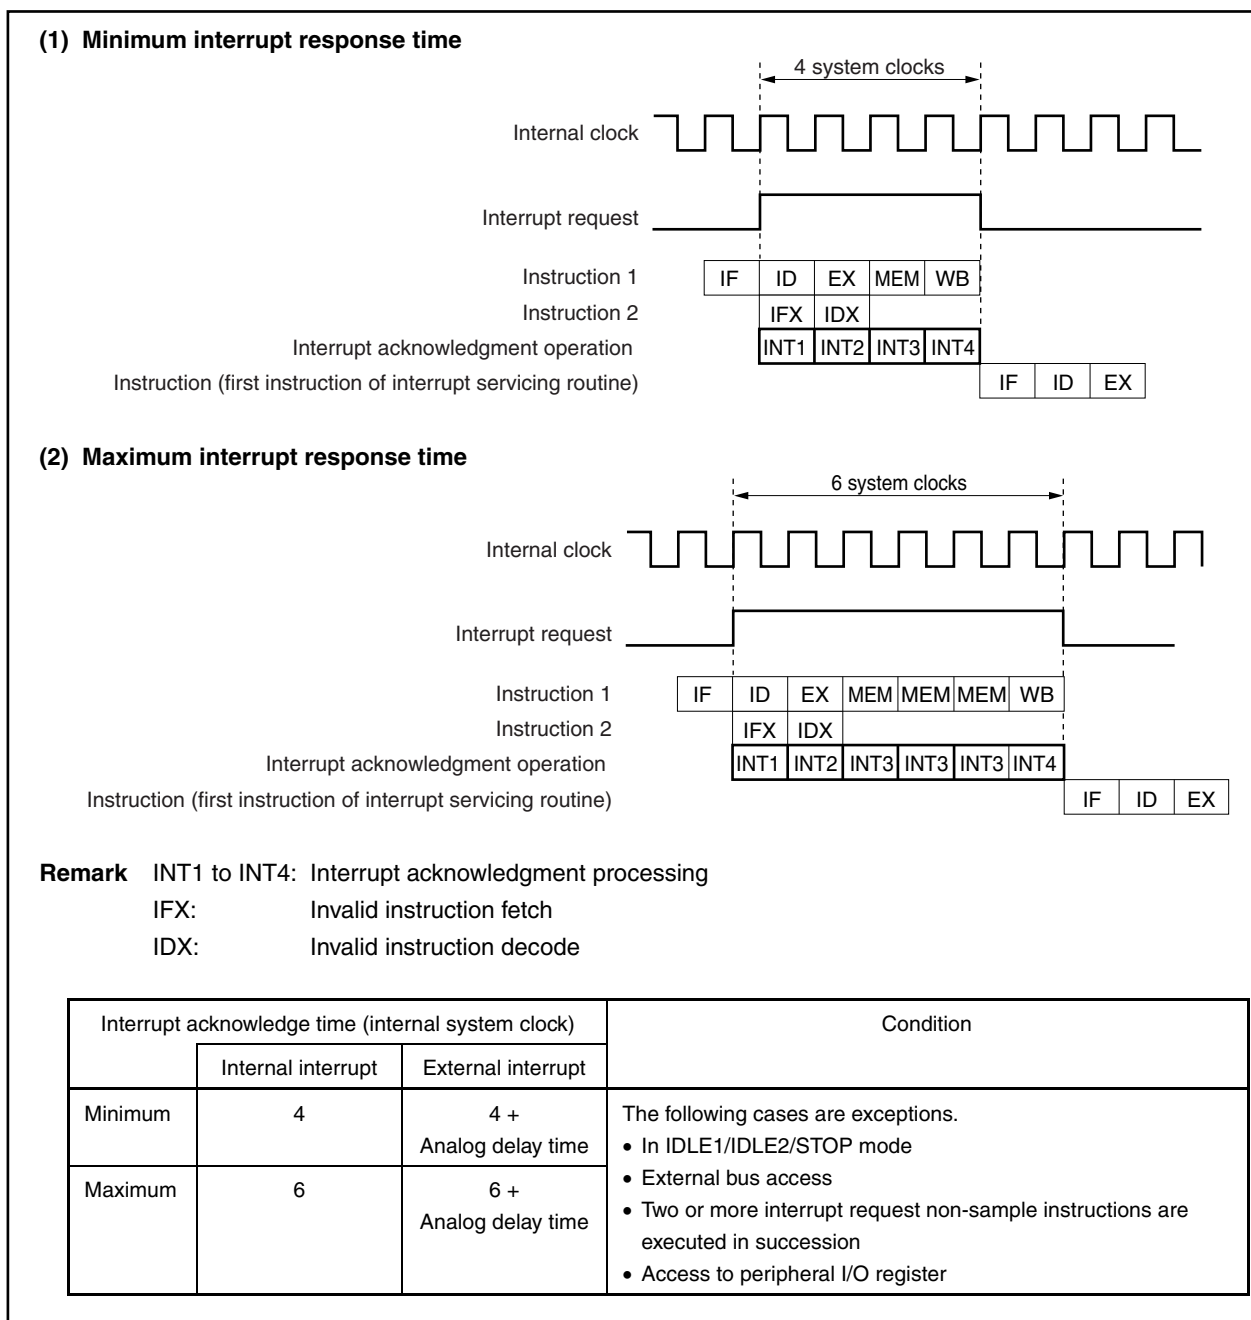 (1) Minimum interrupt response time
4 system clocks
Internal clock
Interrupt request
Instruction 1 IF ID EX MEM WB
Instruction 2 IFX IDX
Interrupt acknowledgment operation INT1 INT2 INT3 INT4
Instruction (first instruction of interrupt servicing routine) IF ID EX
(2) Maximum interrupt response time
6 system clocks
Internal clock
Interrupt request
Instruction 1 IF ID EX MEM MEM MEM WB
Instruction 2 IFX IDX
Interrupt acknowledgment operation INT1 INT2 INT3 INT3 INT3 INT4
Instruction (first instruction of interrupt servicing routine) IF ID EX
Remark INT1 to INT4: Interrupt acknowledgment processing
IFX: Invalid instruction fetch
IDX: Invalid instruction decode
Interrupt acknowledge time (internal system clock) Condition
Internal interrupt External interrupt
Minimum 4 4 +
Analog delay time
Maximum 6 6 +
Analog delay time
The following cases are exceptions.
• In IDLE1/IDLE2/STOP mode
• External bus access
• Two or more interrupt request non-sample instructions are
executed in succession
• Access to peripheral I/O register